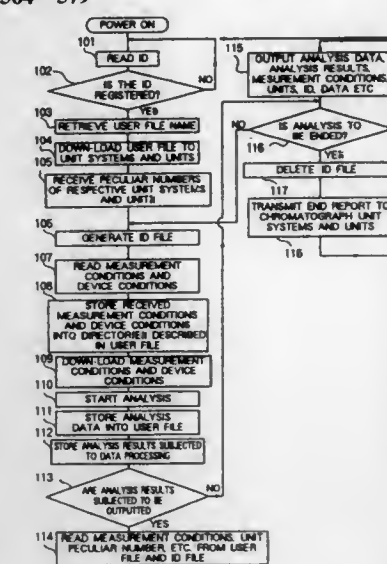 POWER ON
101
READ ID
102
IS THE ID
REGISTERED?
NO
YES
103
RETRIEVE USER FILE NAME
104
DOWN-LOAD USER FILE TO
UNIT SYSTEMS AND UNITS
105
RECEIVE PECULIAR NUMBERS
OF RESPECTIVE UNIT SYSTEMS
AND UNITS
106
GENERATE ID FILE
107
READ MEASUREMENT
CONDITIONS AND
DEVICE CONDITIONS
108
STORE RECEIVED
MEASUREMENT CONDITIONS
AND DEVICE CONDITIONS
INTO DIRECTORIES DESCRIBED
IN USER FILE
109
DOWN-LOAD MEASUREMENT
CONDITIONS AND DEVICE
CONDITIONS
110
START ANALYSIS
111
STORE ANALYSIS
DATA INTO USER FILE
112
STORE ANALYSIS RESULTS SUBJECTED
TO DATA PROCESSING
113
ARE ANALYSIS RESULTS
SUBJECTED TO BE
OUTPUTTED
NO
YES
114
READ MEASUREMENT CONDITIONS, UNIT
PECULIAR NUMBER, ETC. FROM USER
FILE AND ID FILE
115
OUTPUT ANALYSIS DATA,
ANALYSIS RESULTS,
MESUREMENT CONDITIONS,
UNITS, ID, DATA ETC
NO
IS ANALYSIS TO
BE ENDED?
116
YES
DELETE ID FILE
117
TRANSMIT END REPORT TO
CHROMATOGRAPH UNIT
SYSTEMS AND UNITS
118